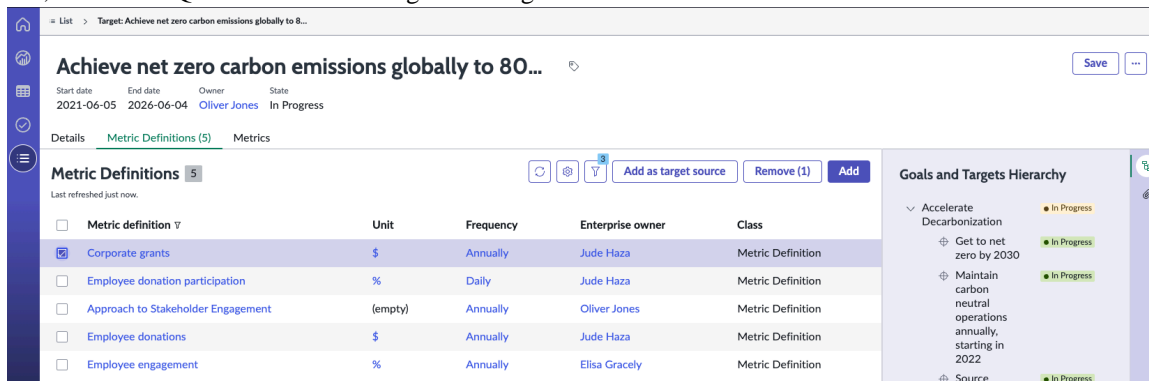 List > Target: Achieve net zero carbon emissions globally to 8...
Achieve net zero carbon emissions globally to 80...
Save ...
Start date End date Owner State
2021-06-05 2026-06-04 Oliver Jones In Progress
Details Metric Definitions (5) Metrics
Metric Definitions 5
3 Add as target source Remove (1) Add
Last refreshed just now.
Metric definition Unit Frequency Enterprise owner Class
Corporate grants $ Annually Jude Haza Metric Definition
Employee donation participation % Daily Jude Haza Metric Definition
Approach to Stakeholder Engagement (empty) Annually Oliver Jones Metric Definition
Employee donations $ Annually Jude Haza Metric Definition
Employee engagement % Annually Elisa Gracely Metric Definition
Goals and Targets Hierarchy
Accelerate In Progress
Decarbonization
Get to net In Progress
zero by 2030
Maintain In Progress
carbon
neutral
operations
annually,
starting in
2022
Source In Progress